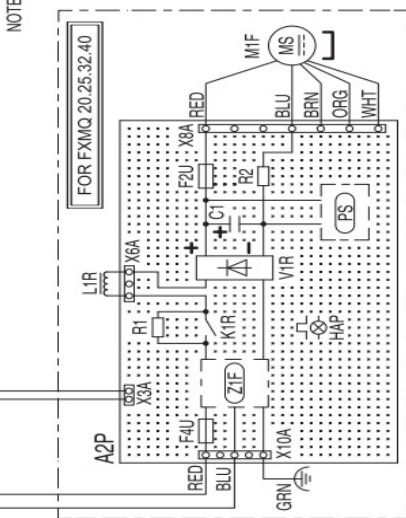 NOTE
FOR FXMQ 20.25.32.40
M1F
MS
RED
BLU
BRN
ORG
WHT
X8A
F2U
R2
C1
+
PS
+
-
V1R
X6A
L1R
R1
K1R
HAP
X3A
Z1F
A2P
F4U
X10A
RED
BLU
GRN